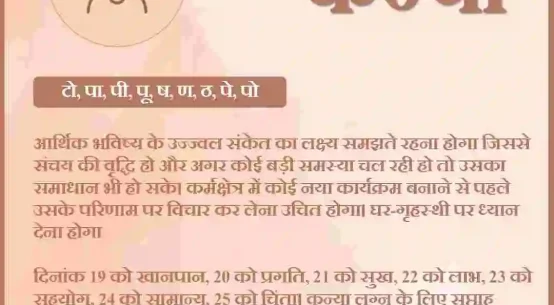 कन्या
टो, पा, पी, पू, ष, ण, ठ, पे, पो
आर्थिक भविष्य के उज्ज्वल संकेत का लक्ष्य समझते रहना होगा जिससे
संचय की वृद्धि हो और अगर कोई बड़ी समस्या चल रही हो तो उसका
समाधान भी हो सके। कर्मक्षेत्र में कोई नया कार्यक्रम बनाने से पहले
उसके परिणाम पर विचार कर लेना उचित होगा। घर-गृहस्थी पर ध्यान
देना होगा
दिनांक 19 को खानपान, 20 को प्रगति, 21 को सुख, 22 को लाभ, 23 को
सहयोग, 24 को सामान्य, 25 को चिंता। कन्या लग्न के लिए सप्ताह